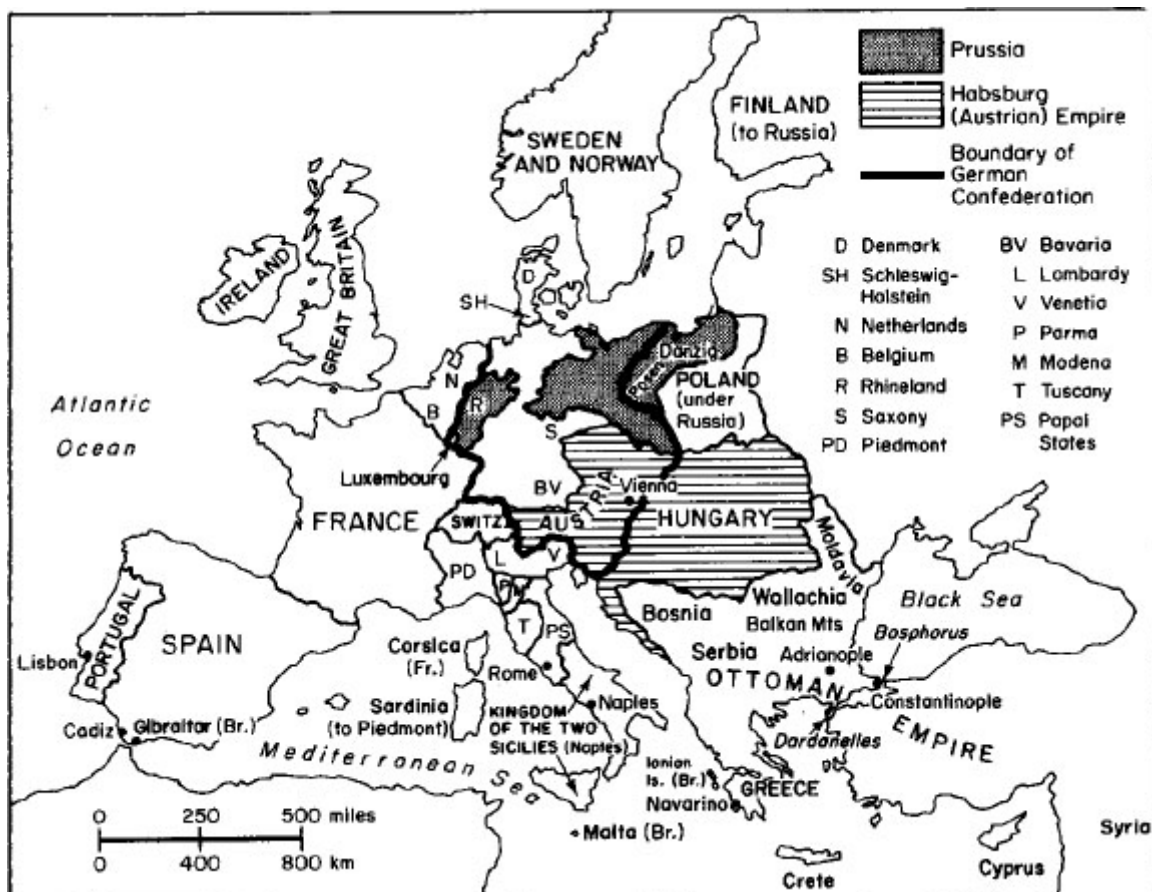 Prussia
Habsburg
(Austrian) Empire
Boundary of
German
Confederation
D Denmark
SH Schleswig-
Holstein
N Netherlands
B Belgium
R Rhineland
S Saxony
PD Piedmont
BV Bavaria
L Lombardy
V Venetia
P Parma
M Modena
T Tuscany
PS Papal
States
FINLAND
(to Russia)
SWEDEN
AND NORWAY
IRELAND
GREAT BRITAIN
D
SH
N
B
R
S
Danzig
Posen
POLAND
(under
Russia)
Atlantic
Ocean
Luxembourg
BV
Vienna
AUSTRIA
HUNGARY
FRANCE
SWITZ
PD
L
V
P
M
T
PS
Moldavia
Wallachia
Balkan Mts
Bosnia
Serbia
Black Sea
Bosphorus
Adrianople
OTTOMAN
EMPIRE
Constantinople
Dardanelles
PORTUGAL
SPAIN
Lisbon
Cadiz
Gibraltar (Br.)
Corsica
(Fr.)
Rome
Sardinia
(to Piedmont)
Naples
KINGDOM
OF THE TWO
SICILIES (Naples)
Mediterranean Sea
Ionian
Is. (Br.)
GREECE
Navarino
Malta (Br.)
Crete
Cyprus
Syria
0 250 500 miles
0 400 800 km